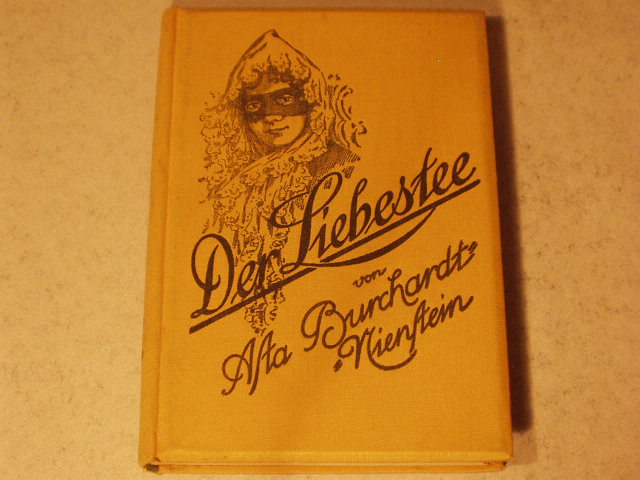 Der Liebestee
von
Asta Burchardt-
-Nienstein